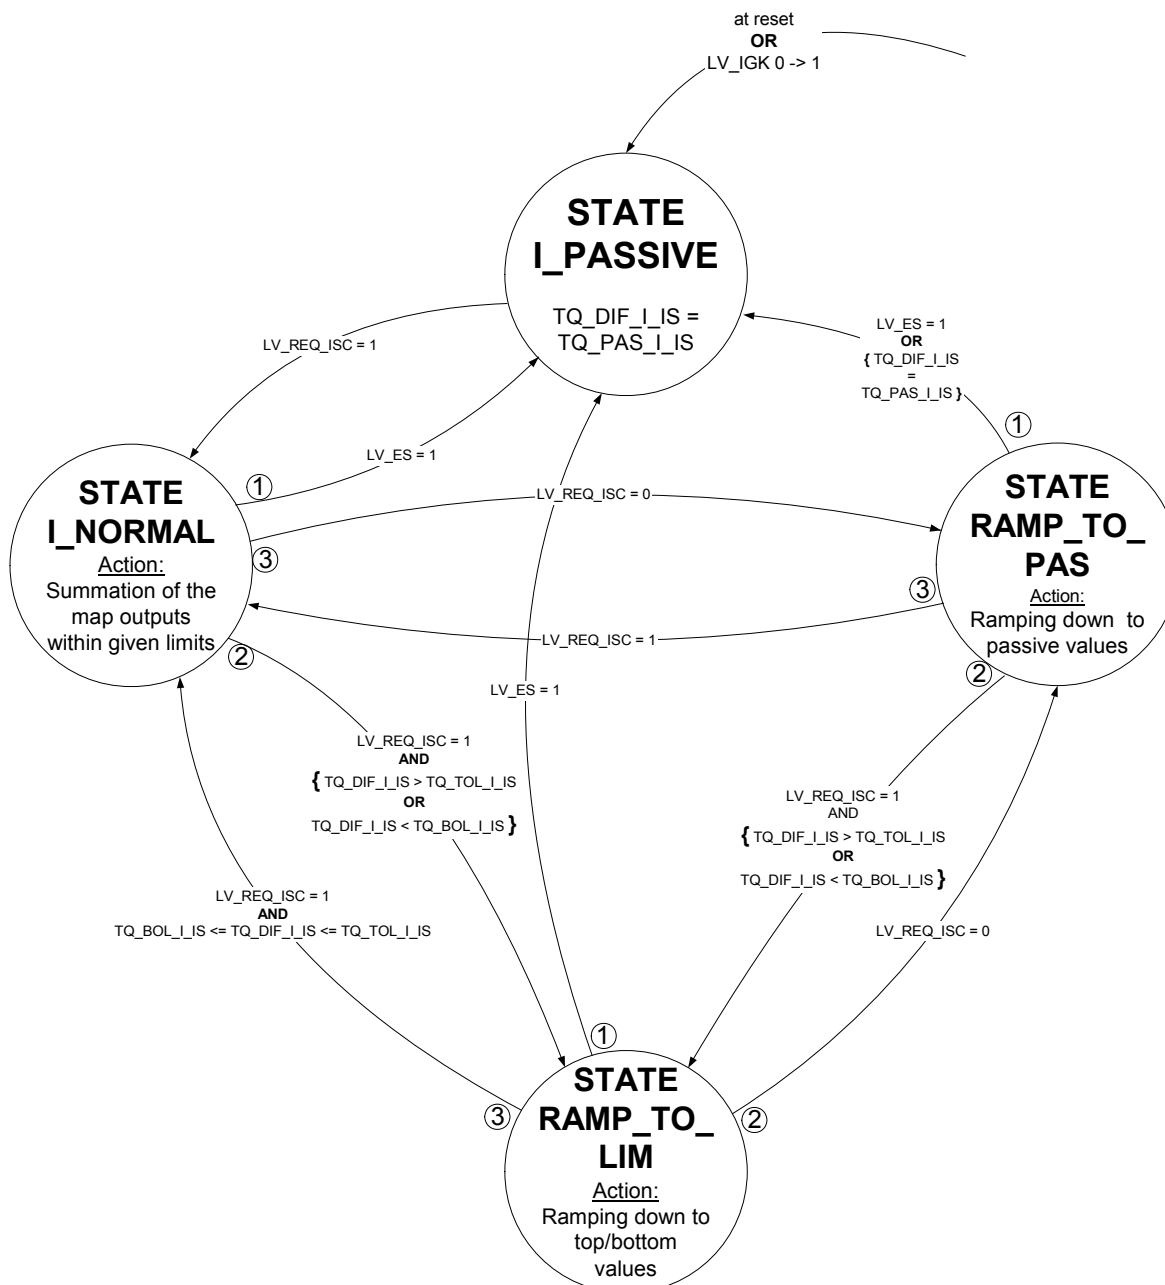 at reset
OR
LV_IGK 0 -> 1
STATE
I_PASSIVE
TQ_DIF_I_IS =
TQ_PAS_I_IS
LV_REQ_ISC = 1
LV_ES = 1
OR
{ TQ_DIF_I_IS
=
TQ_PAS_I_IS }
1
LV_ES = 1
1
STATE
I_NORMAL
Action:
Summation of the
map outputs
within given limits
3
2
LV_REQ_ISC = 0
STATE
RAMP_TO_
PAS
Action:
Ramping down to
passive values
3
2
LV_REQ_ISC = 1
LV_ES = 1
LV_REQ_ISC = 1
AND
{ TQ_DIF_I_IS > TQ_TOL_I_IS
OR
TQ_DIF_I_IS < TQ_BOL_I_IS }
LV_REQ_ISC = 1
AND
{ TQ_DIF_I_IS > TQ_TOL_I_IS
OR
TQ_DIF_I_IS < TQ_BOL_I_IS }
LV_REQ_ISC = 1
AND
TQ_BOL_I_IS <= TQ_DIF_I_IS <= TQ_TOL_I_IS
LV_REQ_ISC = 0
1
3
2
STATE
RAMP_TO_
LIM
Action:
Ramping down to
top/bottom
values